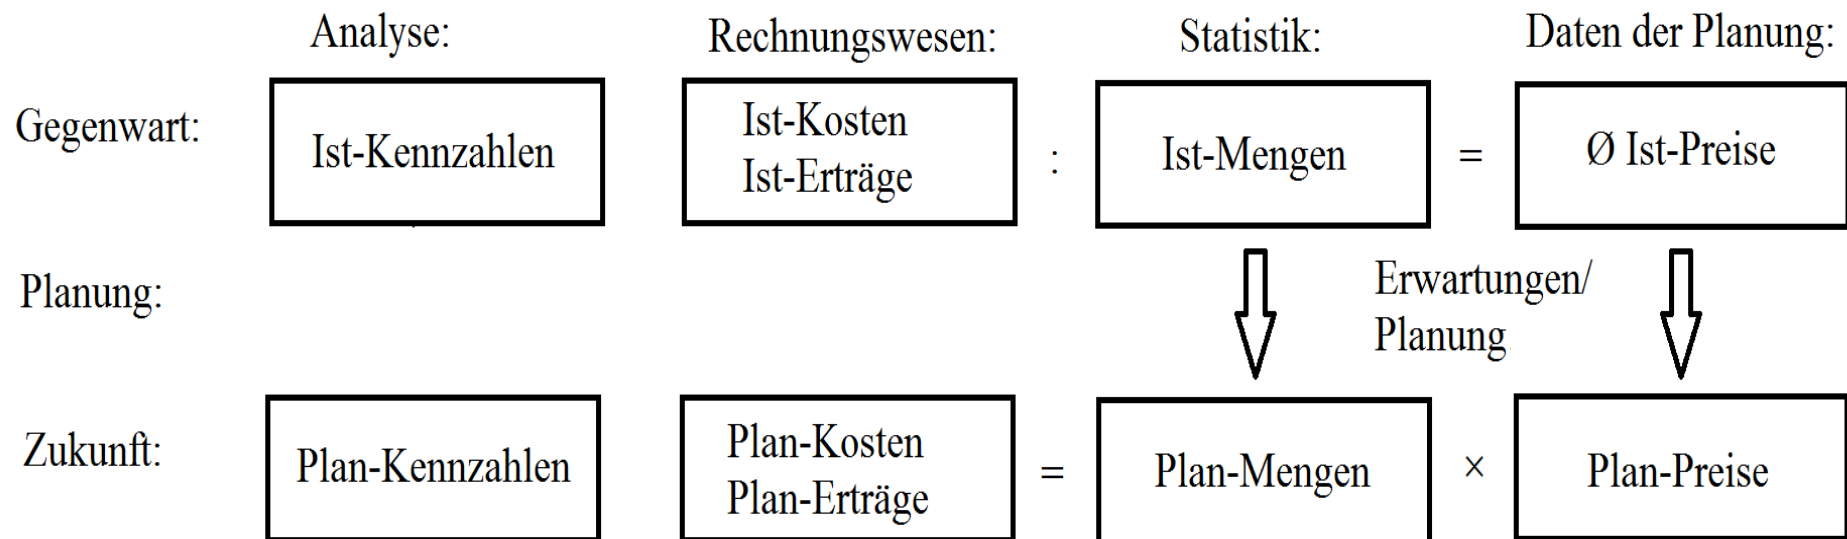 Analyse:
Rechnungswesen:
Statistik:
Daten der Planung:
Gegenwart:
Ist-Kennzahlen
Ist-Kosten
Ist-Erträge
:
Ist-Mengen
=
Ø Ist-Preise
Planung:
Erwartungen/
Planung
Zukunft:
Plan-Kennzahlen
Plan-Kosten
Plan-Erträge
=
Plan-Mengen
×
Plan-Preise